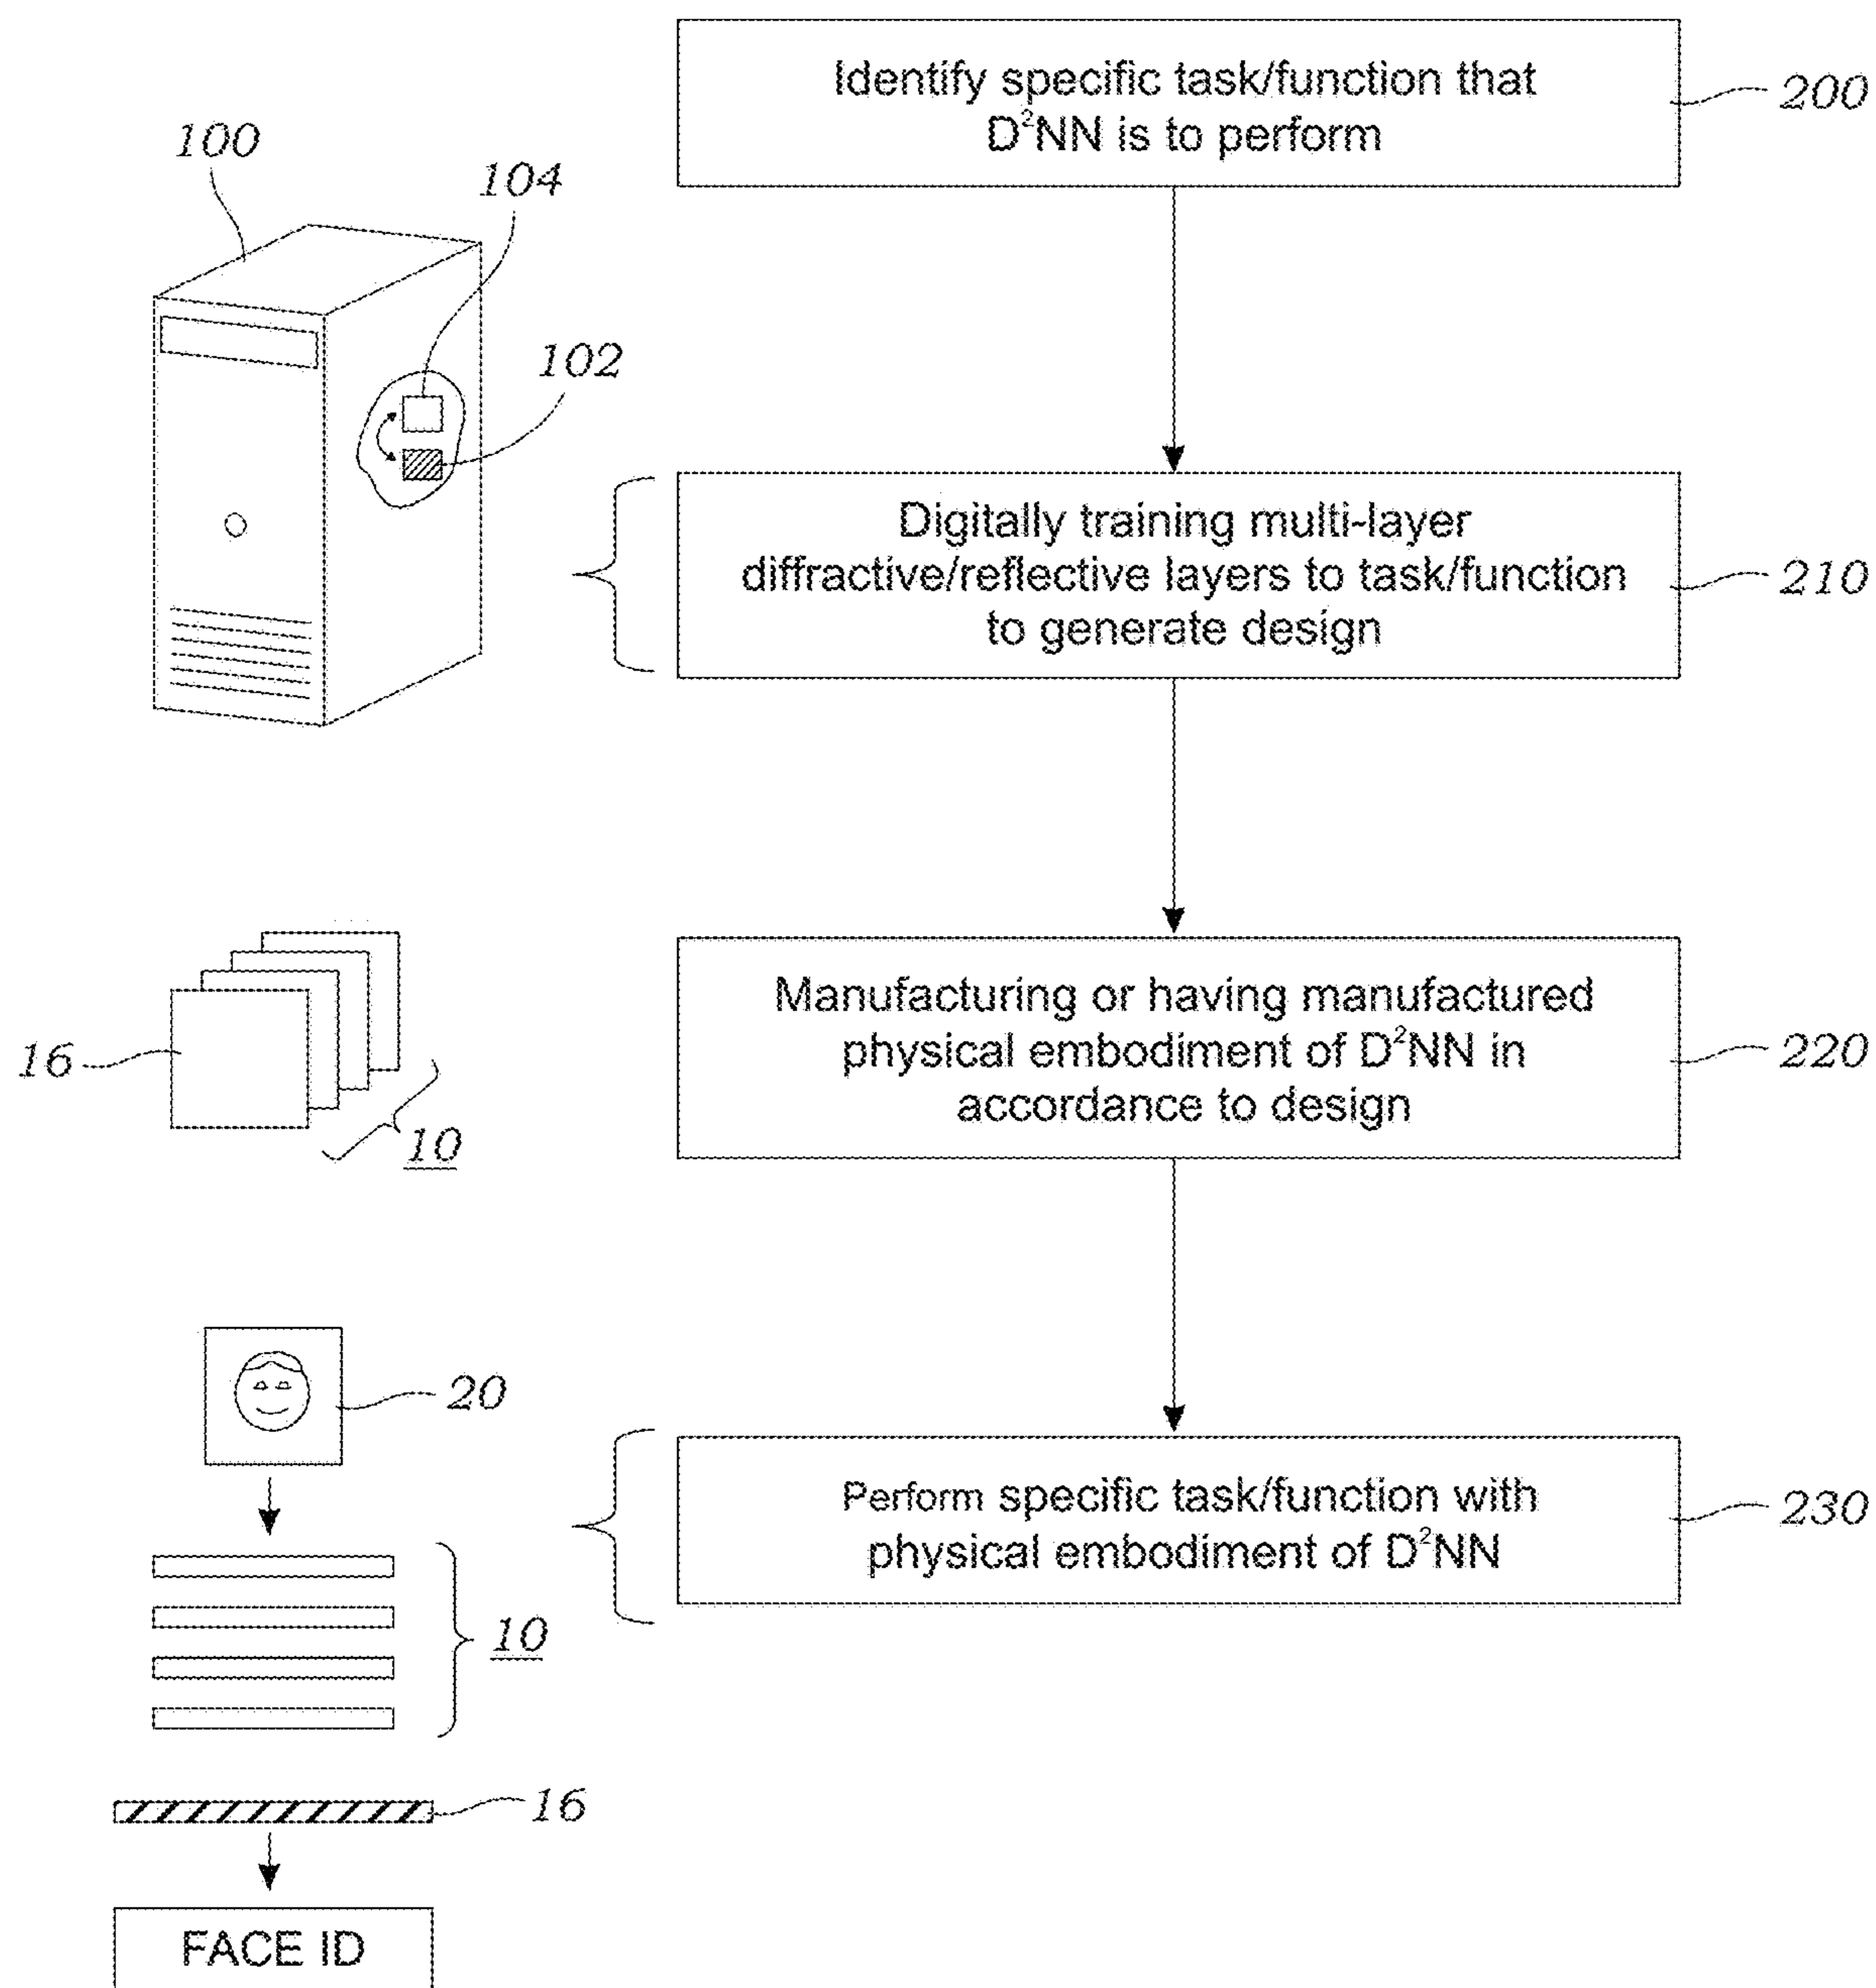 Identify specific task/function that
D²NN is to perform
200
100
104
102
Digitally training multi-layer
diffractive/reflective layers to task/function
to generate design
210
16
10
Manufacturing or having manufactured
physical embodiment of D²NN in
accordance to design
220
20
Perform specific task/function with
physical embodiment of D²NN
230
10
16
FACE ID